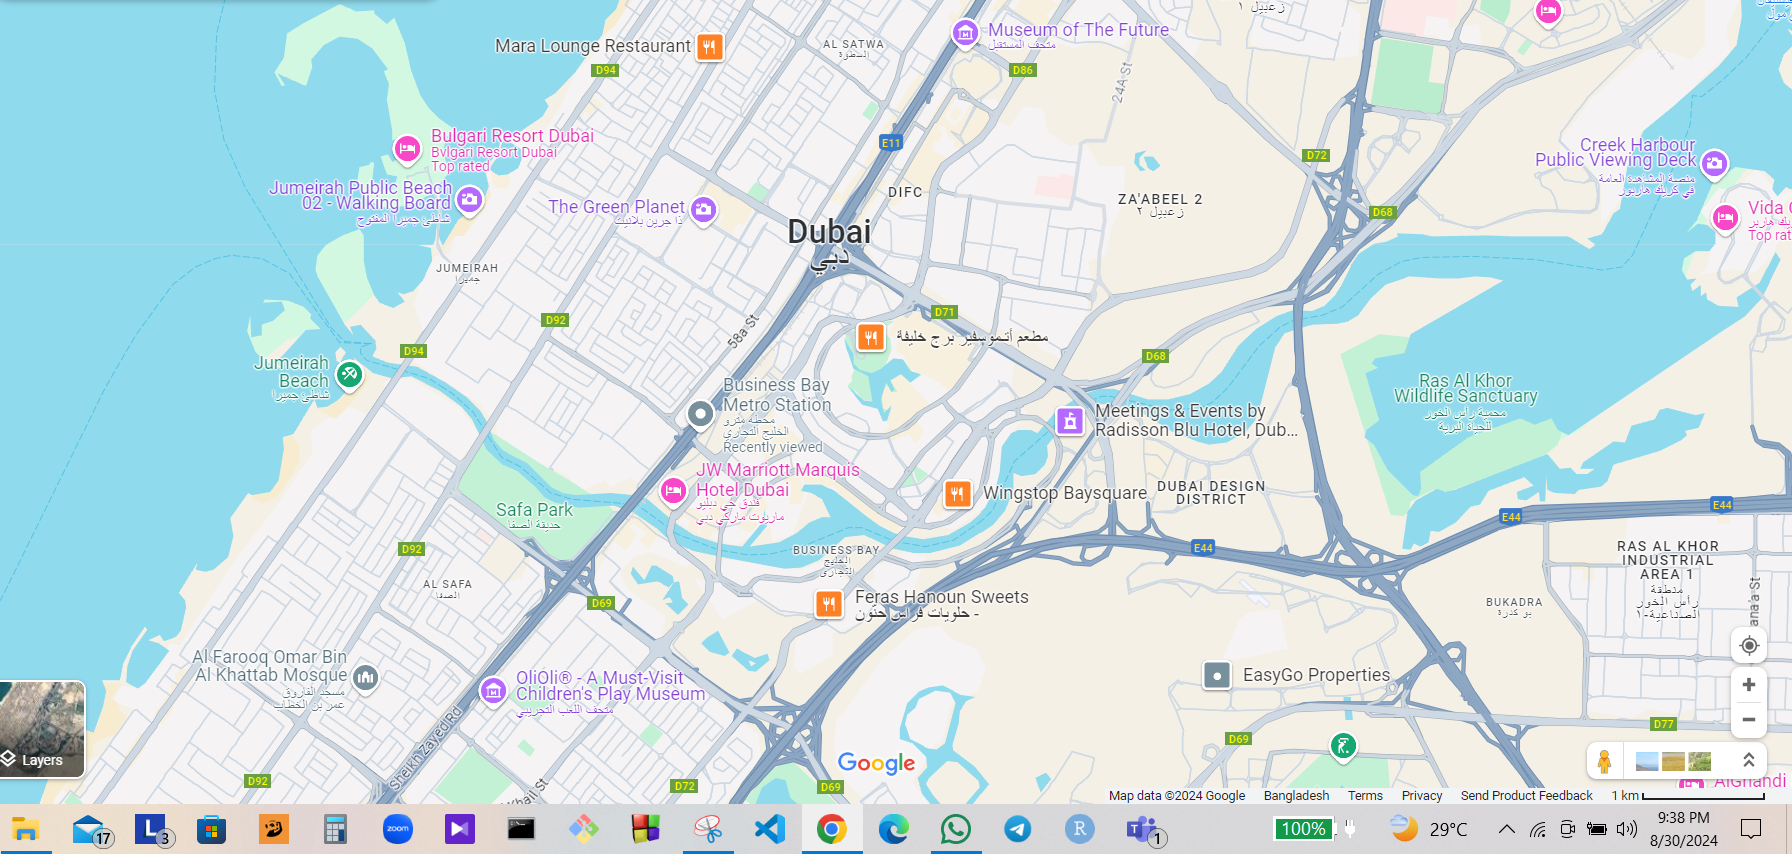 زعبيل ١
Museum of The Future
متحف المستقبل
Mara Lounge Restaurant
AL SATWA
السطوة
D94
D86
24A St
Bulgari Resort Dubai
Bvlgari Resort Dubai
Top rated
E11
D72
Creek Harbour
Public Viewing Deck
منصة المشاهدة العامة
في كريك هاربور
Jumeirah Public Beach
02 - Walking Board
شاطئ جميرا المفتوح
The Green Planet
ذا جرين بلانيت
DIFC
ZA'ABEEL 2
زعبيل ٢
D68
Vida
Top rat
Dubai
دبي
JUMEIRAH
جميرا
D92
58a St
D71
مطعم أتموسفير برج خليفة
D94
D68
Jumeirah
Beach
شاطئ جميرا
Business Bay
Metro Station
محطة مترو
الخليج التجاري
Recently viewed
Ras Al Khor
Wildlife Sanctuary
محمية رأس الخور
للحياة البرية
Meetings & Events by
Radisson Blu Hotel, Dub...
JW Marriott Marquis
Hotel Dubai
فندق جي دبليو
ماريوت ماركي دبي
Wingstop Baysquare
DUBAI DESIGN
DISTRICT
Safa Park
حديقة الصفا
E44
E44
D92
BUSINESS BAY
الخليج
التجاري
E44
RAS AL KHOR
INDUSTRIAL
AREA 1
منطقة
رأس الخور
الصناعية-١
AL SAFA
الصفا
D69
Feras Hanoun Sweets
- حلويات فراس حنون
BUKADRA
بو كدرة
ana'a St
Al Farooq Omar Bin
Al Khattab Mosque
مسجد الفاروق
عمر بن الخطاب
OliOli® - A Must-Visit
Children's Play Museum
متحف اللعب التجريبي
EasyGo Properties
Sheikh Zayed Rd
D77
D69
Layers
Google
D92
Khail St
D72
D69
AlGhandi
Map data ©2024 Google
Bangladesh
Terms
Privacy
Send Product Feedback
1 km
17
L
3
zoom
R
T
1
100%
29°C
9:38 PM
8/30/2024